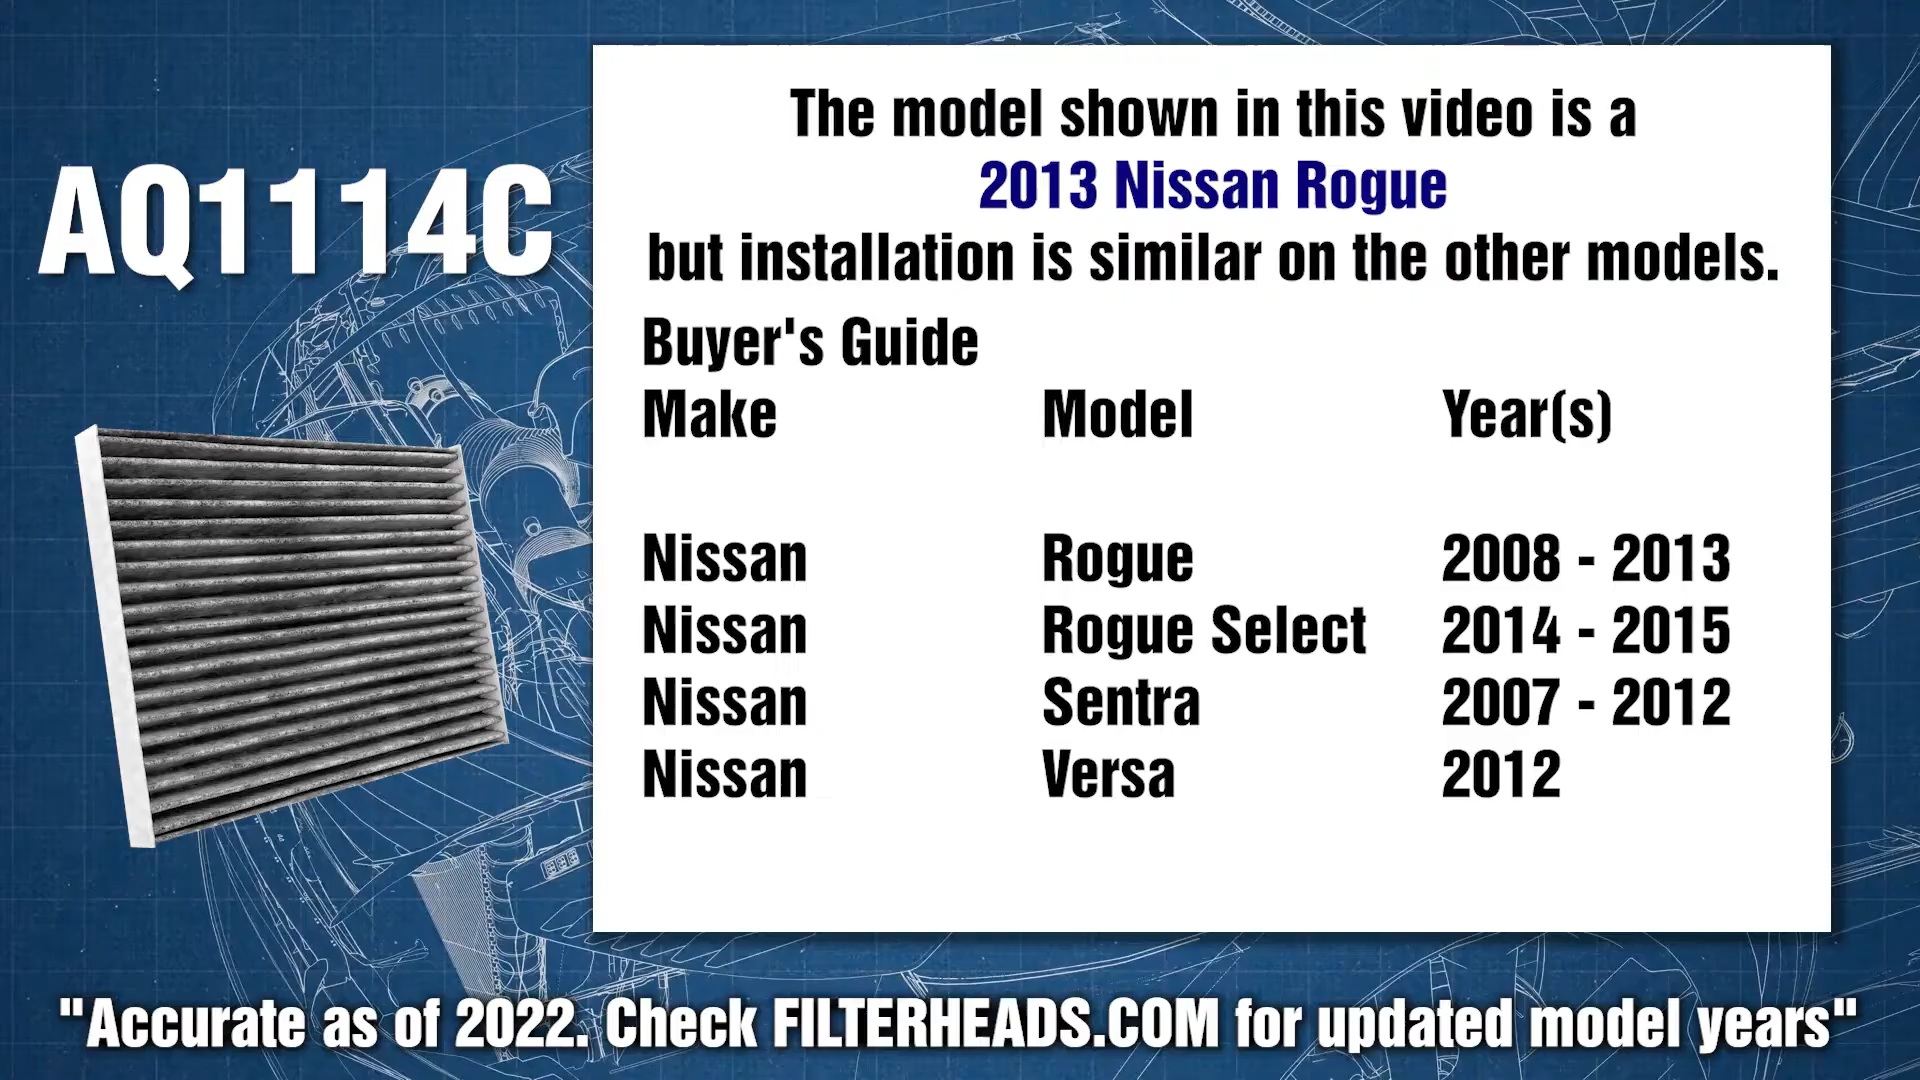 AQ1114C
The model shown in this video is a
2013 Nissan Rogue
but installation is similar on the other models.
Buyer's Guide
Make Model Year(s)
Nissan Rogue 2008 - 2013
Nissan Rogue Select 2014 - 2015
Nissan Sentra 2007 - 2012
Nissan Versa 2012
"Accurate as of 2022. Check FILTERHEADS.COM for updated model years"